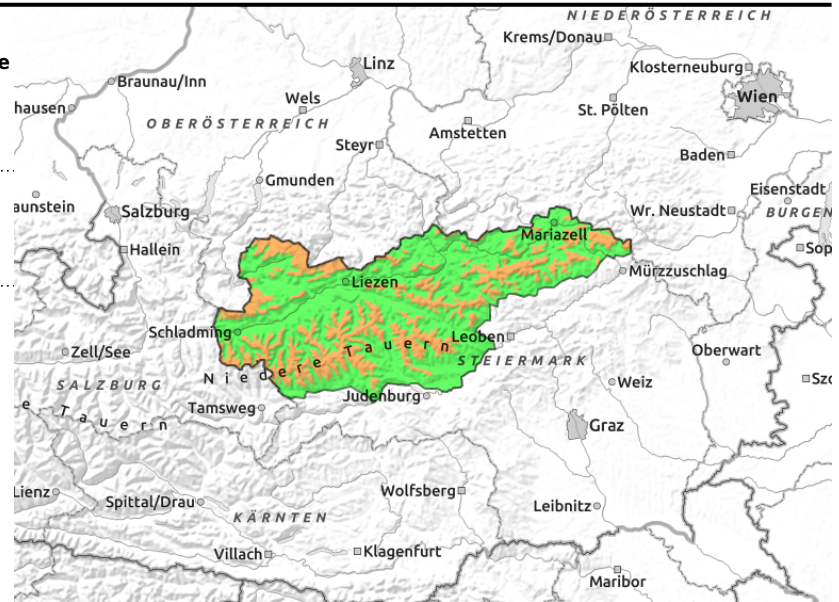 NIEDERÖSTERREICH
Krems/Donau
e
Linz
Klosterneuburg
Braunau/Inn
Wien
Wels
hausen
St. Pölten
OBERÖSTERREICH
Amstetten
Steyr
Baden
Gmunden
Eisenstadt
aunstein
Salzburg
Wr. Neustadt
BURGEN
Mariazell
Hallein
Sop
Mürzzuschlag
Liezen
Schladming
Leoben
Zell/See
Niedere Tauern
Oberwart
STEIERMARK
SALZBURG
Weiz
Szo
Judenburg
Tamsweg
e Tauern
Graz
Lienz
Wolfsberg
Spittal/Drau
Leibnitz
KÄRNTEN
Villach
Klagenfurt
Maribor